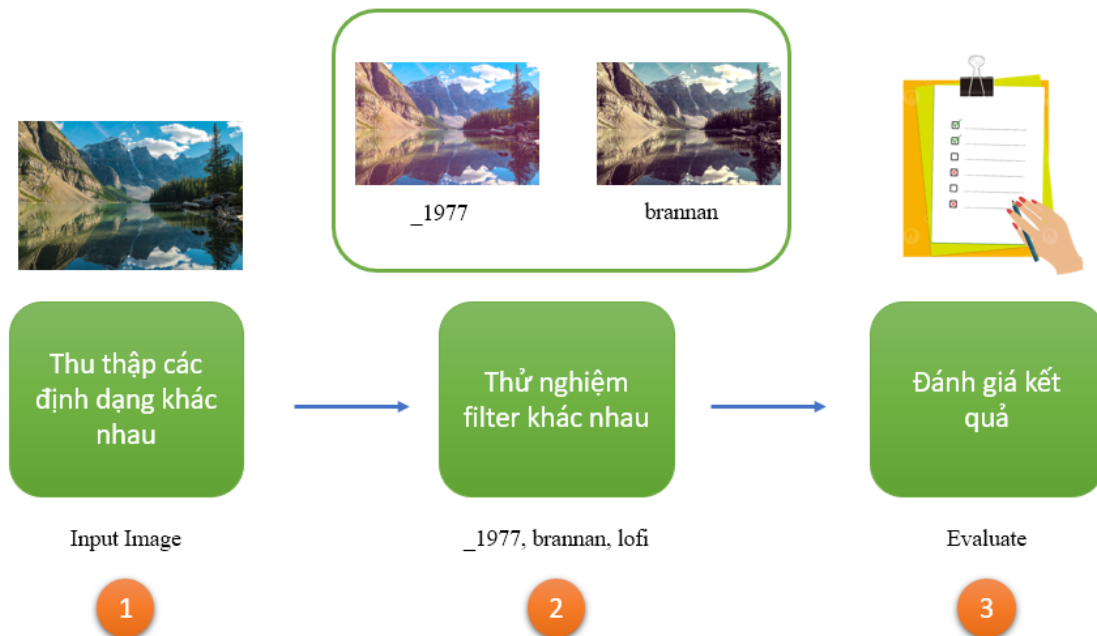 _1977
brannan
Thu thập các
định dạng khác
nhau
Thử nghiệm
filter khác nhau
Đánh giá kết
quả
Input Image
_1977, brannan, lofi
Evaluate
1
2
3